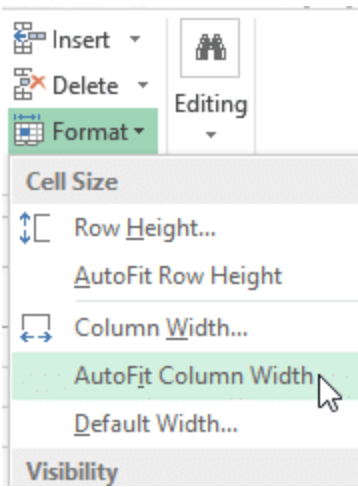 Insert
Delete
Format
Editing
Cell Size
Row Height...
AutoFit Row Height
Column Width...
AutoFit Column Width
Default Width...
Visibility